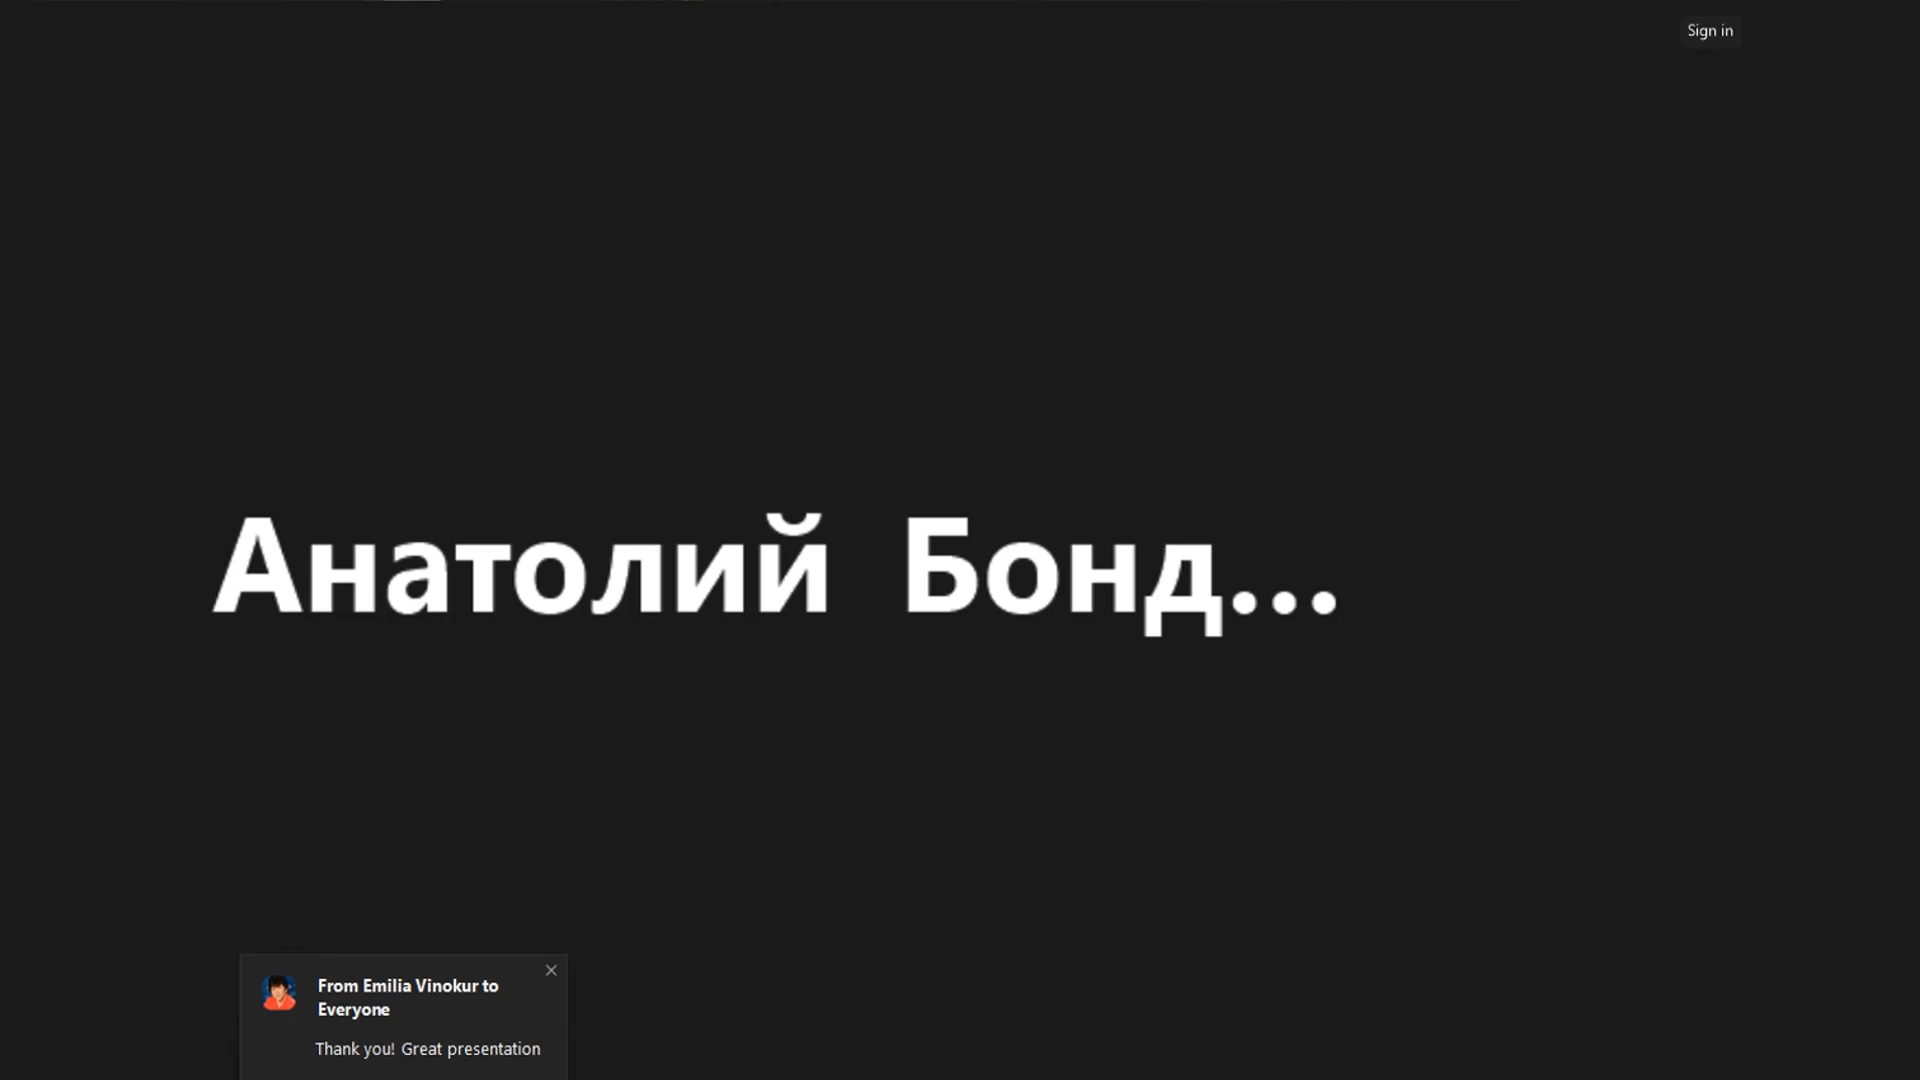 Sign in
Анатолий Бонд...
From Emilia Vinokur to
Everyone
Thank you! Great presentation